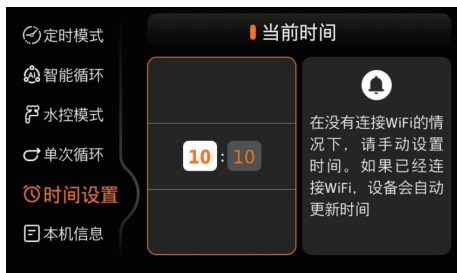 定时模式
智能循环
水控模式
单次循环
时间设置
本机信息
当前时间
10:10
在没有连接WiFi的情
况下，请手动设置
时间。如果已经连
接WiFi，设备会自动
更新时间